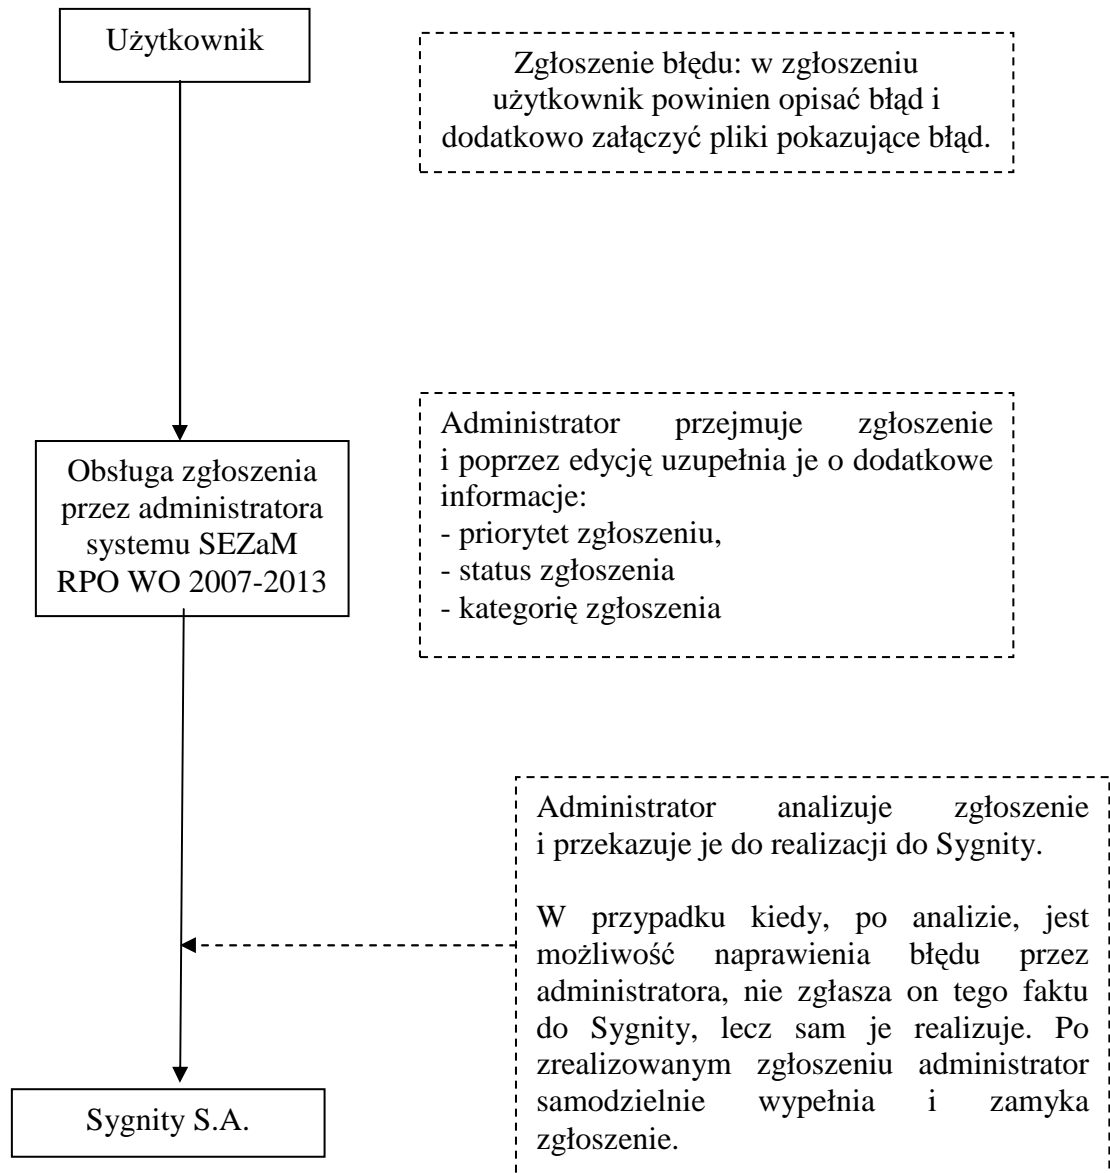 Użytkownik
Zgłoszenie błędu: w zgłoszeniu
użytkownik powinien opisać błąd i
dodatkowo załączyć pliki pokazujące błąd.
Obsługa zgłoszenia
przez administratora
systemu SEZaM
RPO WO 2007-2013
Administrator przejmuje zgłoszenie
i poprzez edycję uzupełnia je o dodatkowe
informacje:
- priorytet zgłoszeniu,
- status zgłoszenia
- kategorię zgłoszenia
Administrator analizuje zgłoszenie
i przekazuje je do realizacji do Sygnity.
W przypadku kiedy, po analizie, jest
możliwość naprawienia błędu przez
administratora, nie zgłasza on tego faktu
do Sygnity, lecz sam je realizuje. Po
zrealizowanym zgłoszeniu administrator
samodzielnie wypełnia i zamyka
zgłoszenie.
Sygnity S.A.